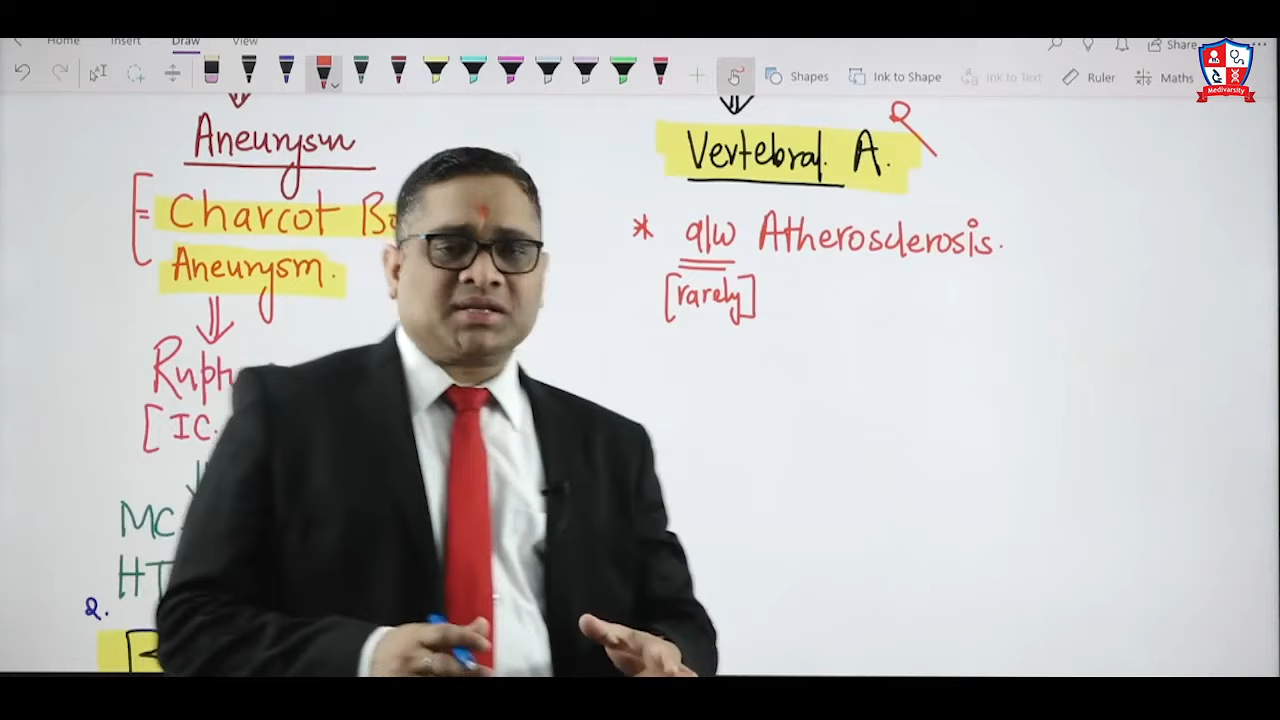 Home Insert Draw View
Share
Shapes Ink to Shape Ink to Text Ruler Maths
Medivarsity
Aneurysm
= Charcot
Aneurysm.
[IC.
MC
HT
Q.
Vertebral. A.
* a/w Atherosclerosis.
[rarely]